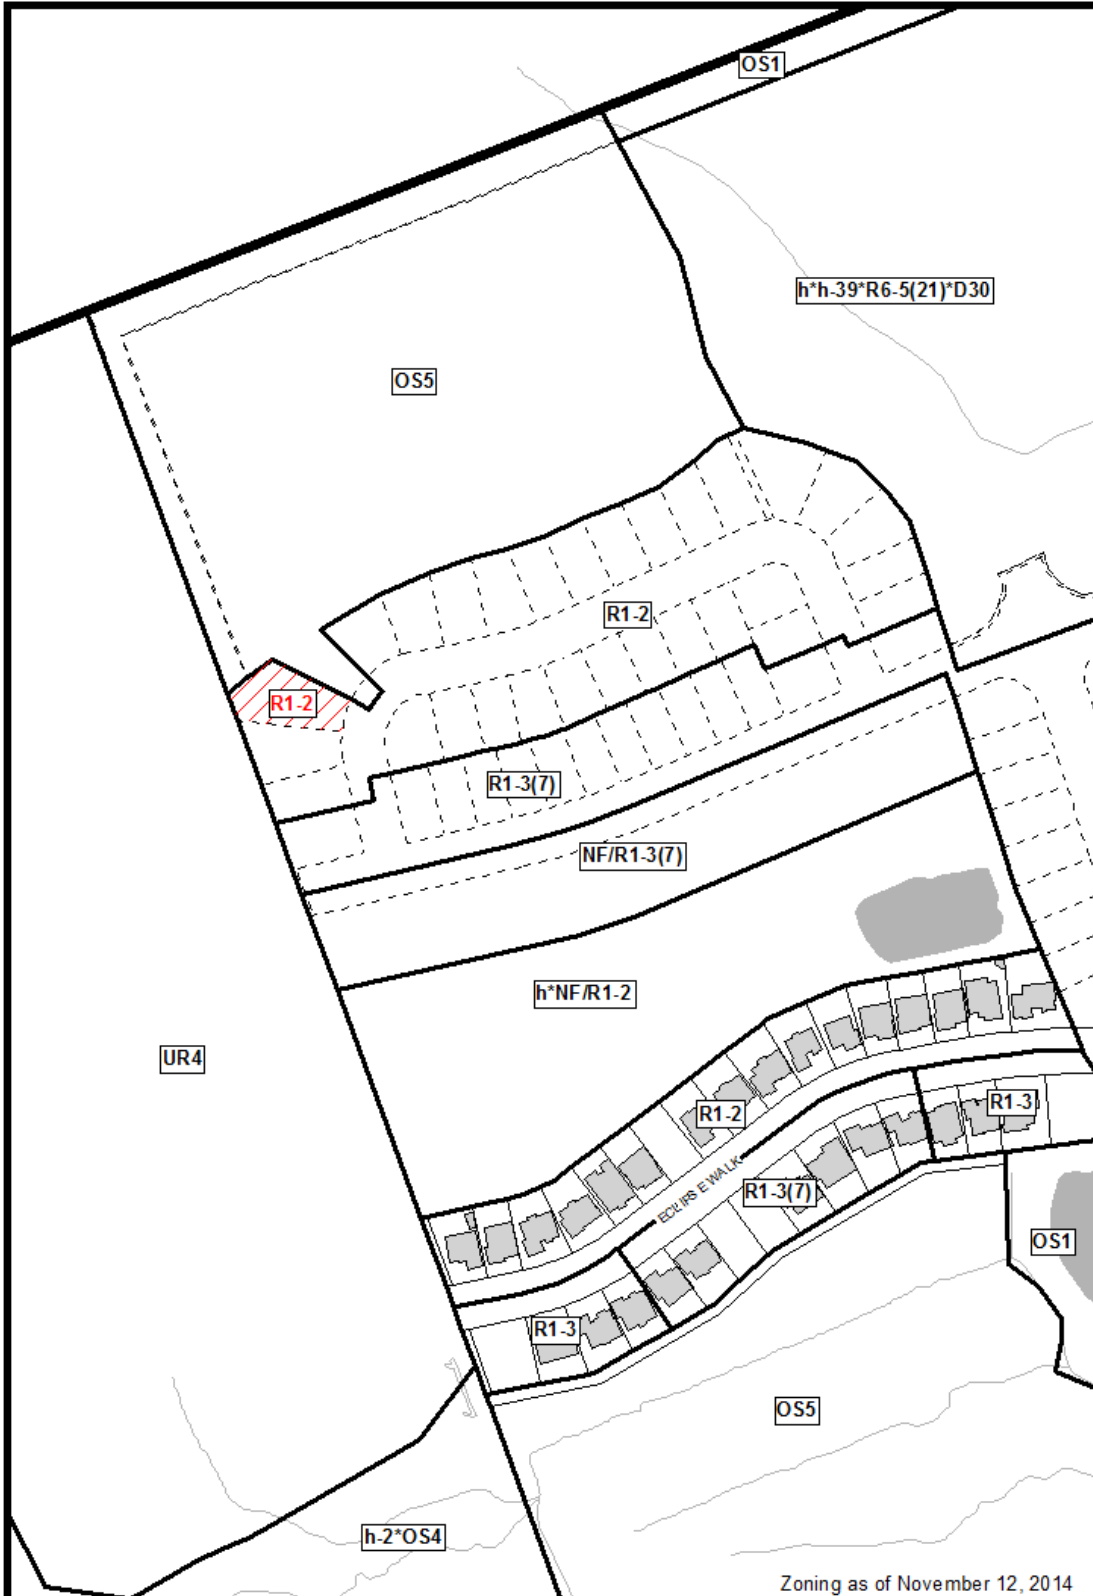 OS1
h*h-39*R6-5(21)*D30
OS5
R1-2
R1-2
R1-3(7)
NF/R1-3(7)
h*NF/R1-2
UR4
R1-2
R1-3
ECLIPSE WALK
R1-3(7)
OS1
R1-3
OS5
h-2*OS4
Zoning as of November 12, 2014